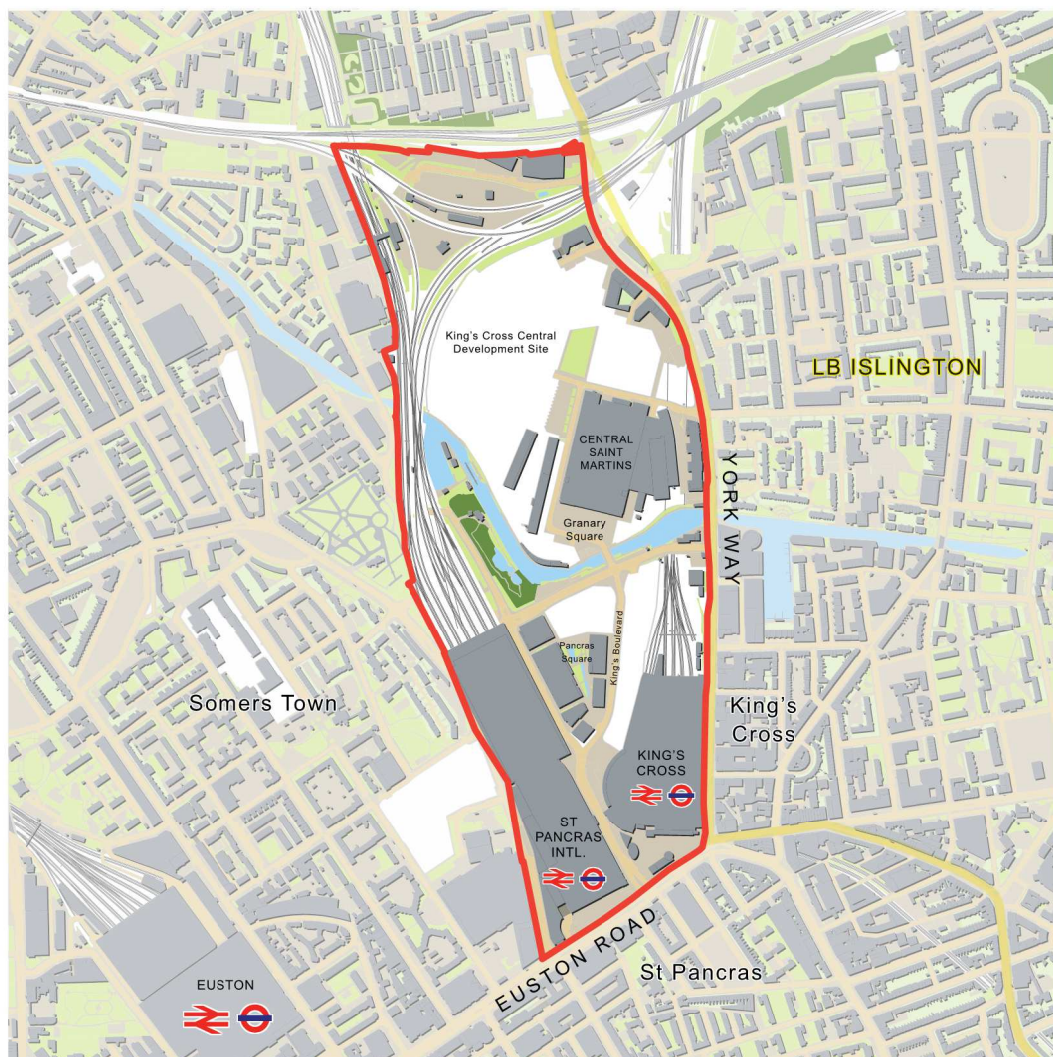 King's Cross Central
Development Site
LB ISLINGTON
CENTRAL
SAINT
MARTINS
YORK WAY
Granary
Square
King's Boulevard
Pancras
Square
Somers Town
King's
Cross
KING'S
CROSS
ST
PANCRAS
INTL.
EUSTON ROAD
St Pancras
EUSTON